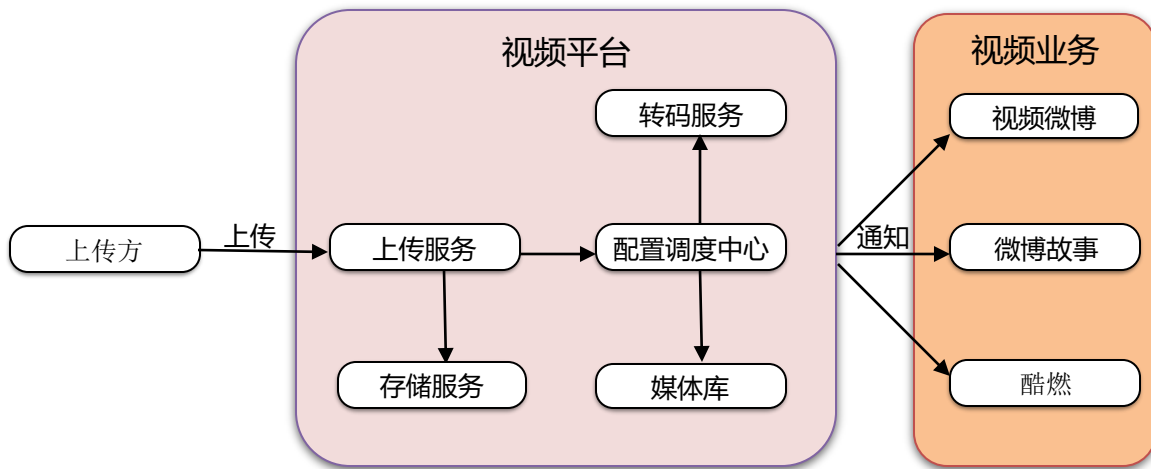 视频平台
视频业务
转码服务
视频微博
上传方
上传
上传服务
配置调度中心
通知
微博故事
存储服务
媒体库
酷燃